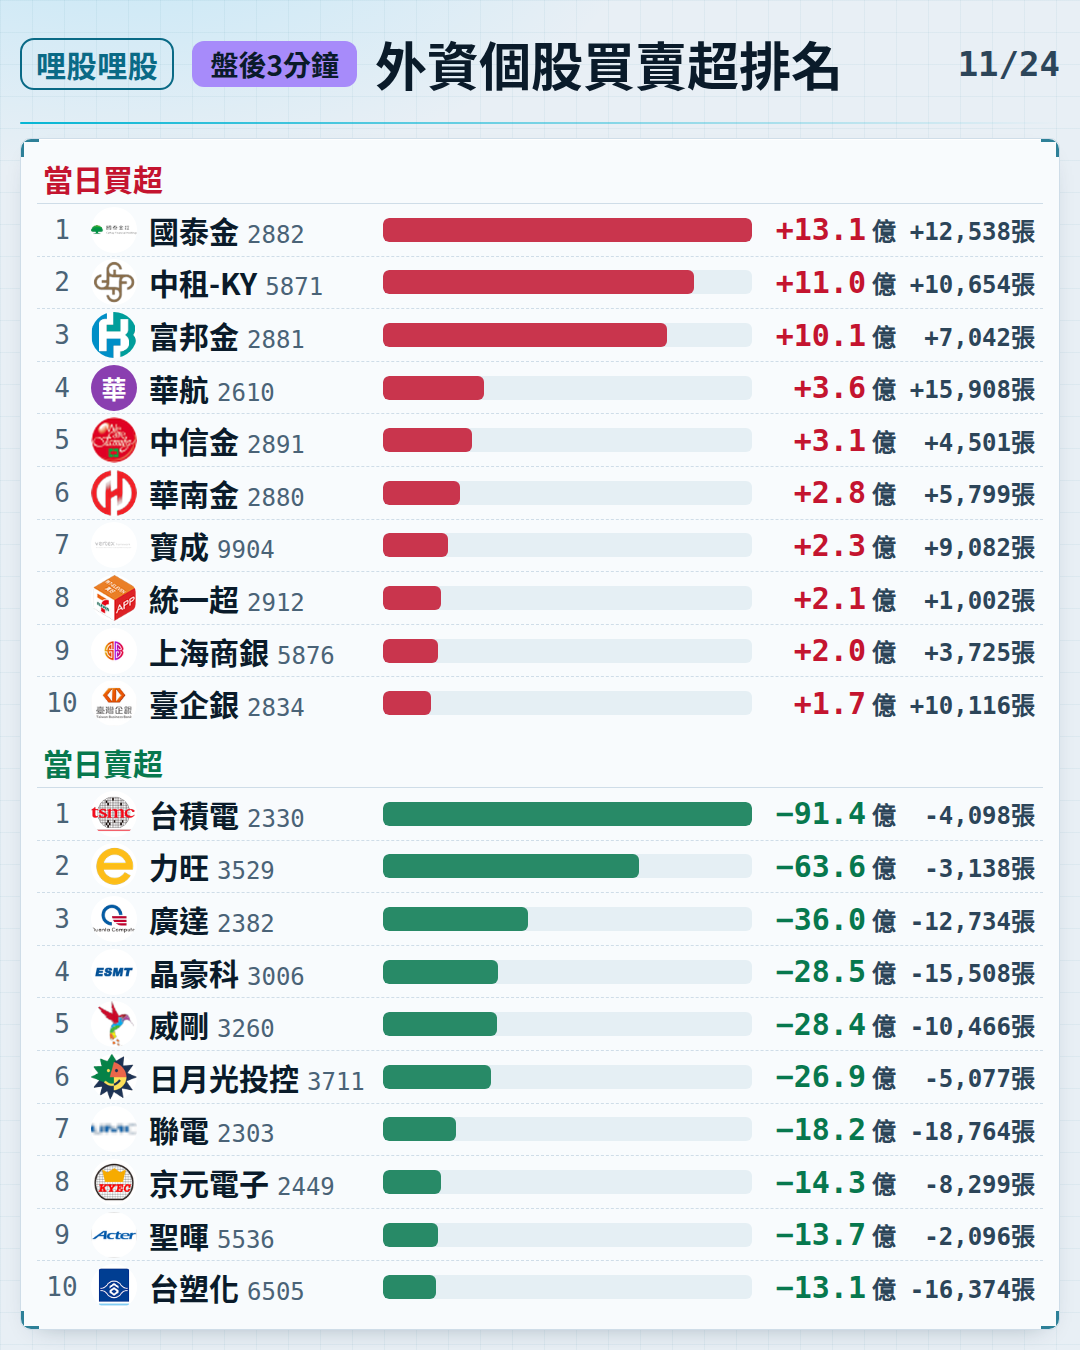 哩股哩股 盤後3分鐘 外資個股買賣超排名 11/24
當日買超
1 國泰金 2882 +13.1 億 +12,538張
2 中租-KY 5871 +11.0 億 +10,654張
3 富邦金 2881 +10.1 億 +7,042張
4 華 華航 2610 +3.6 億 +15,908張
5 中信金 2891 +3.1 億 +4,501張
6 華南金 2880 +2.8 億 +5,799張
7 寶成 9904 +2.3 億 +9,082張
8 APP 統一超 2912 +2.1 億 +1,002張
9 上海商銀 5876 +2.0 億 +3,725張
10 臺灣企銀 臺企銀 2834 +1.7 億 +10,116張
當日賣超
1 tsmc 台積電 2330 −91.4 億 -4,098張
2 力旺 3529 −63.6 億 -3,138張
3 Quanta Computer 廣達 2382 −36.0 億 -12,734張
4 ESMT 晶豪科 3006 −28.5 億 -15,508張
5 威剛 3260 −28.4 億 -10,466張
6 日月光投控 3711 −26.9 億 -5,077張
7 UMC 聯電 2303 −18.2 億 -18,764張
8 KYEC 京元電子 2449 −14.3 億 -8,299張
9 Acter 聖暉 5536 −13.7 億 -2,096張
10 台塑化 6505 −13.1 億 -16,374張